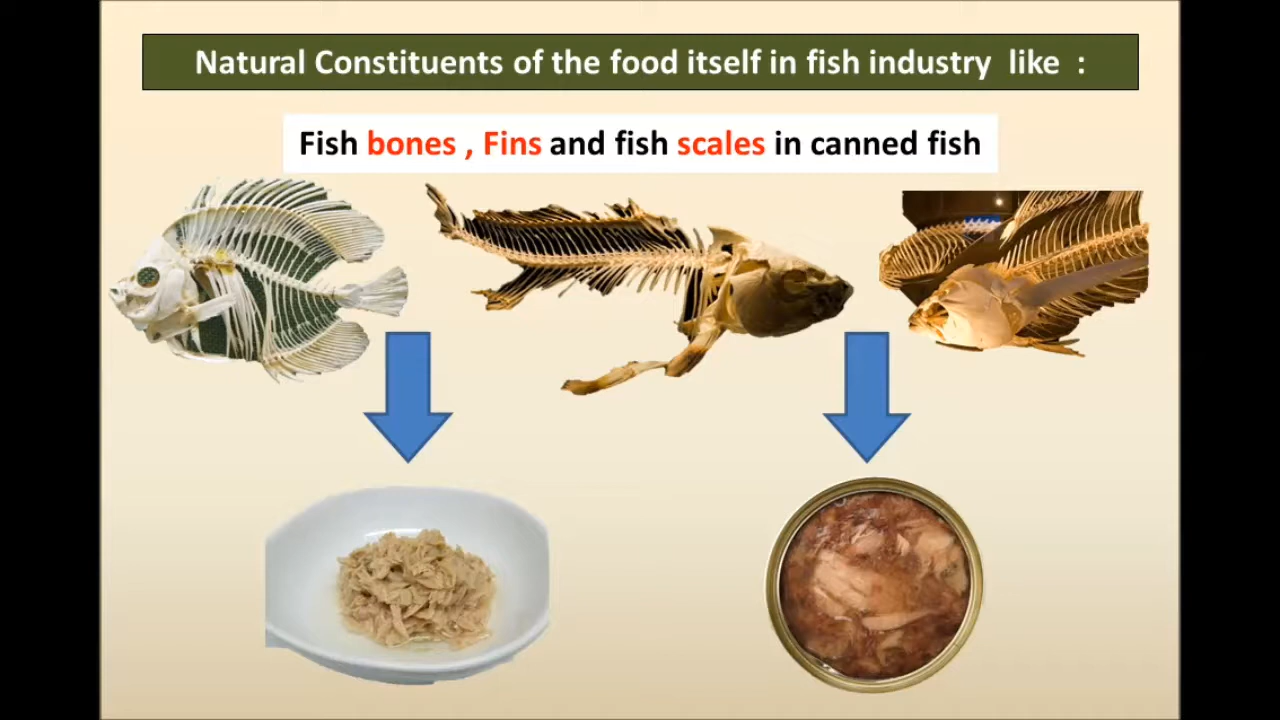 Natural Constituents of the food itself in fish industry like :
Fish bones , Fins and fish scales in canned fish